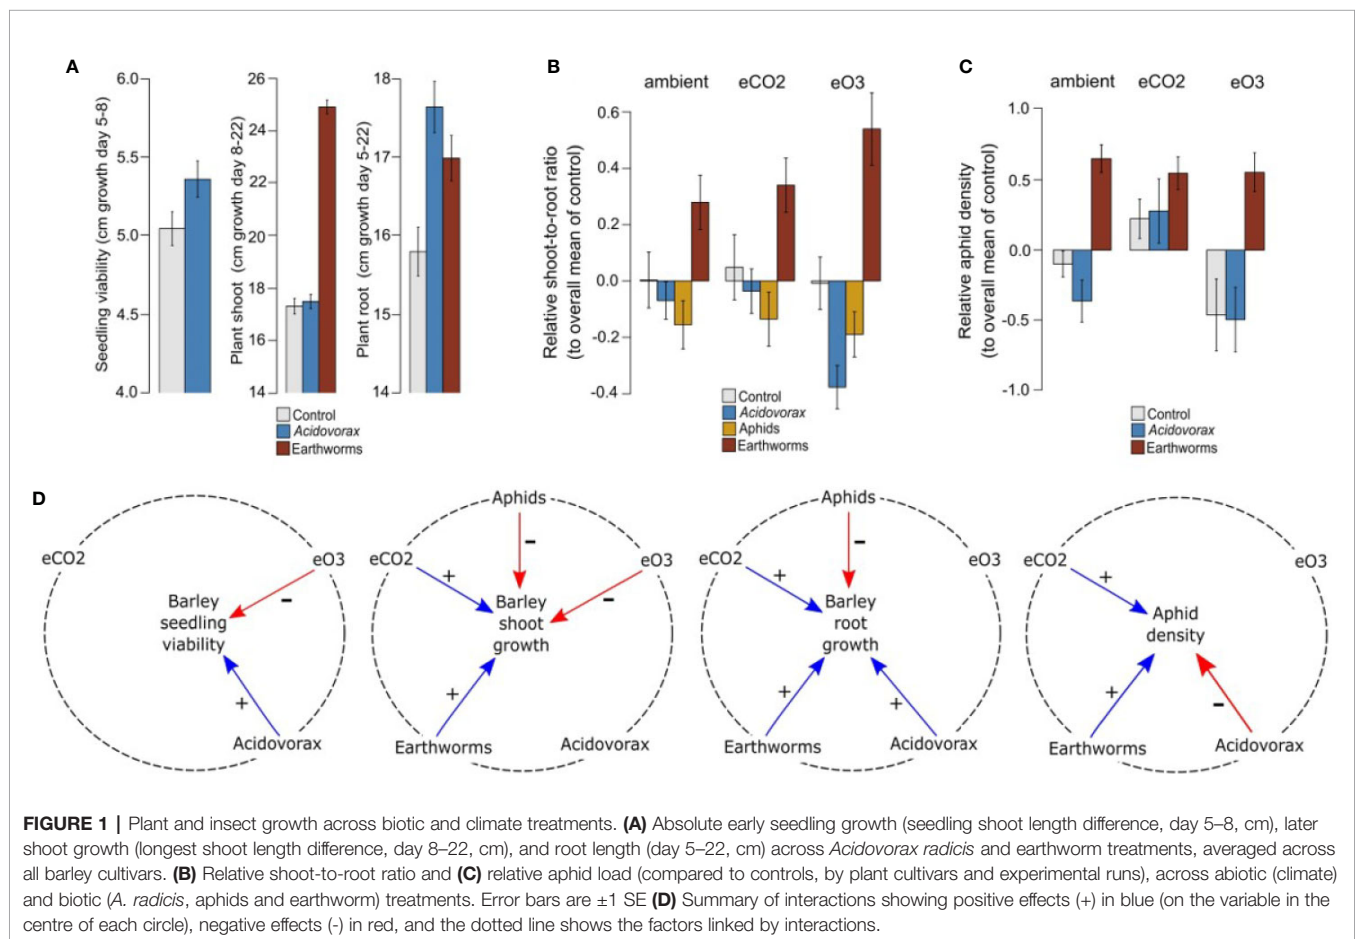 A
Seedling viability (cm growth day 5-8)
6.0
5.5
5.0
4.5
4.0
Plant shoot (cm growth day 8-22)
26
24
22
20
18
16
14
Plant root (cm growth day 5-22)
18
17
15
14
Control
Acidovorax
Earthworms
B
ambient eCO2 eO3
Relative shoot-to-root ratio
(to overall mean of control)
0.6
0.4
0.2
0.0
-0.2
-0.4
Control
Acidovorax
Aphids
Earthworms
C
ambient eCO2 eO3
Relative aphid density
(to overall mean of control)
1.0
0.5
0.0
-0.5
-1.0
Control
Acidovorax
Earthworms
D
eCO2
eO3
-
Barley
seedling
viability
+
Acidovorax
Aphids
-
eCO2
+
eO3
-
Barley
shoot
growth
+
Earthworms
Acidovorax
Aphids
-
eCO2
+
eO3
Barley
root
growth
+
+
Earthworms
Acidovorax
eCO2
+
eO3
Aphid
density
+
-
Earthworms
Acidovorax
FIGURE 1 | Plant and insect growth across biotic and climate treatments. (A) Absolute early seedling growth (seedling shoot length difference, day 5–8, cm), later
shoot growth (longest shoot length difference, day 8–22, cm), and root length (day 5–22, cm) across Acidovorax radicis and earthworm treatments, averaged across
all barley cultivars. (B) Relative shoot-to-root ratio and (C) relative aphid load (compared to controls, by plant cultivars and experimental runs), across abiotic (climate)
and biotic (A. radicis, aphids and earthworm) treatments. Error bars are ±1 SE (D) Summary of interactions showing positive effects (+) in blue (on the variable in the
centre of each circle), negative effects (-) in red, and the dotted line shows the factors linked by interactions.